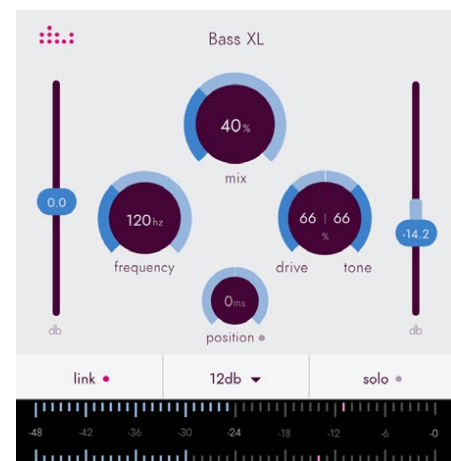 Bass XL
40%
mix
0.0
-14.2
120hz
66 | 66
%
frequency
drive
tone
0ms
db
position
db
link
12db
solo
-48 -42 -36 -30 -24 -18 -12 -6 -0